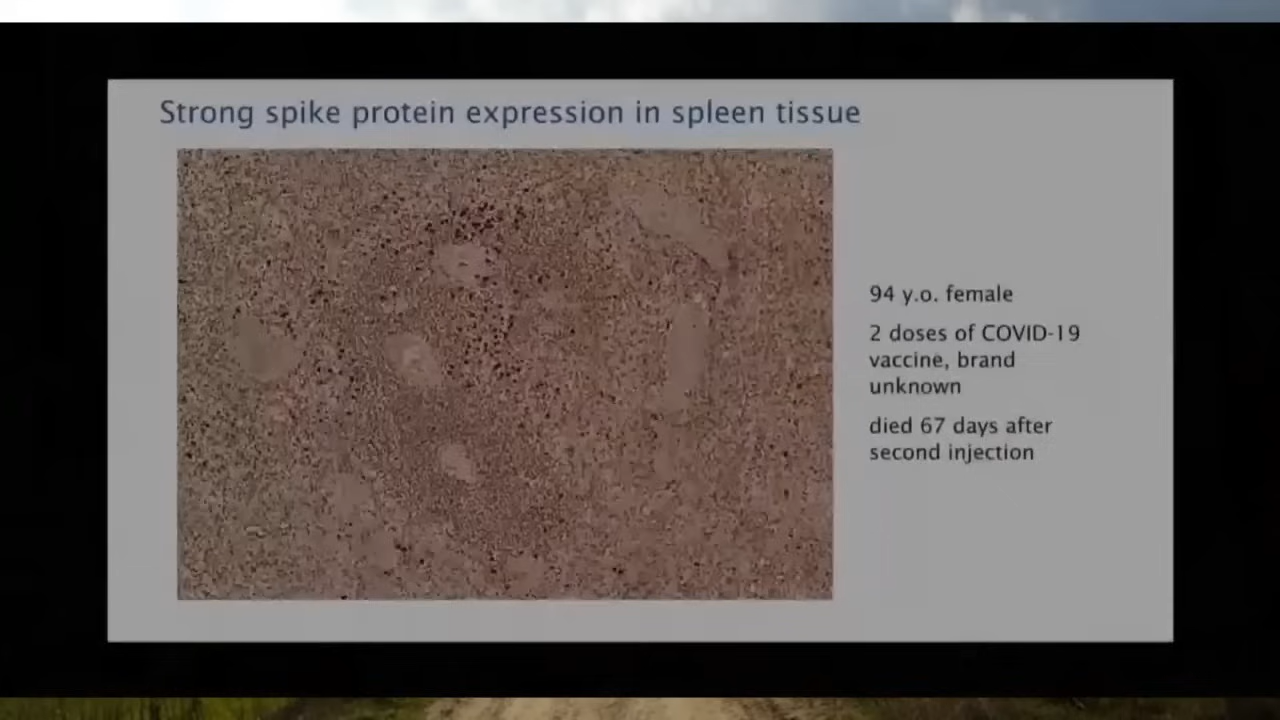 Strong spike protein expression in spleen tissue
94 y.o. female
2 doses of COVID-19
vaccine, brand
unknown
died 67 days after
second injection